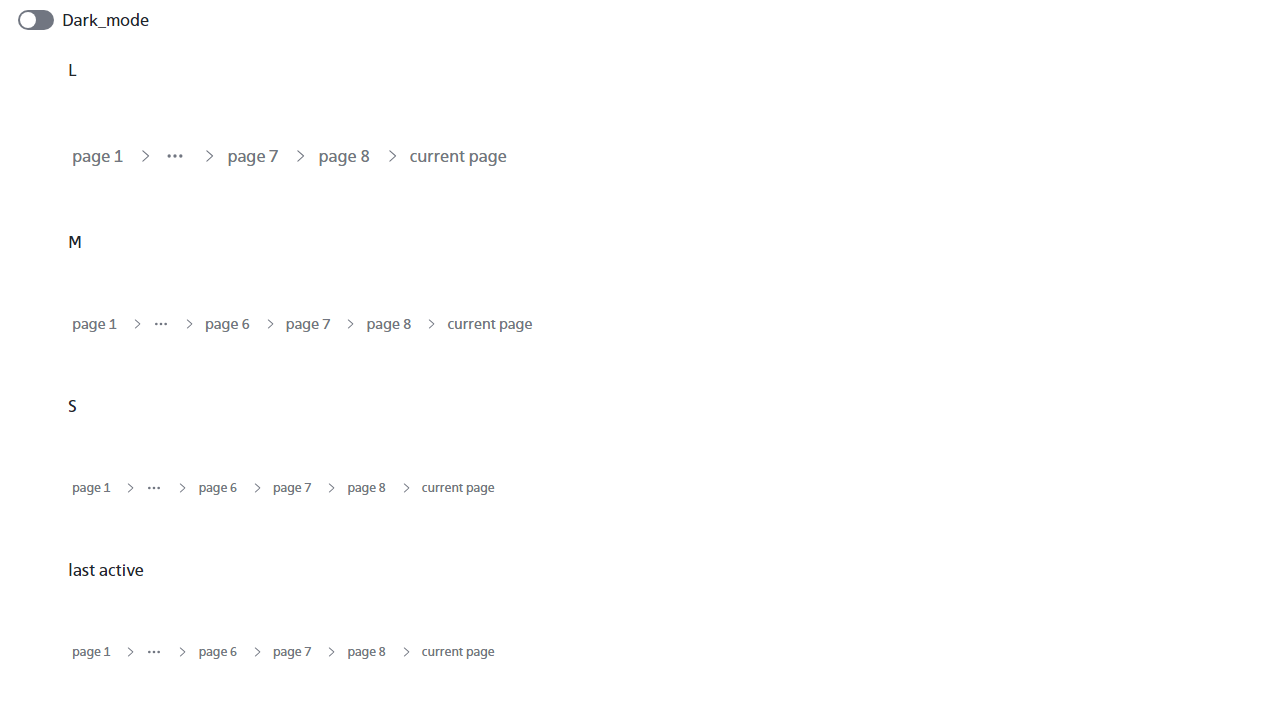 Dark_mode
L
page 1 > ••• > page 7 > page 8 > current page
M
page 1 > ••• > page 6 > page 7 > page 8 > current page
S
page 1 > ••• > page 6 > page 7 > page 8 > current page
last active
page 1 > ••• > page 6 > page 7 > page 8 > current page